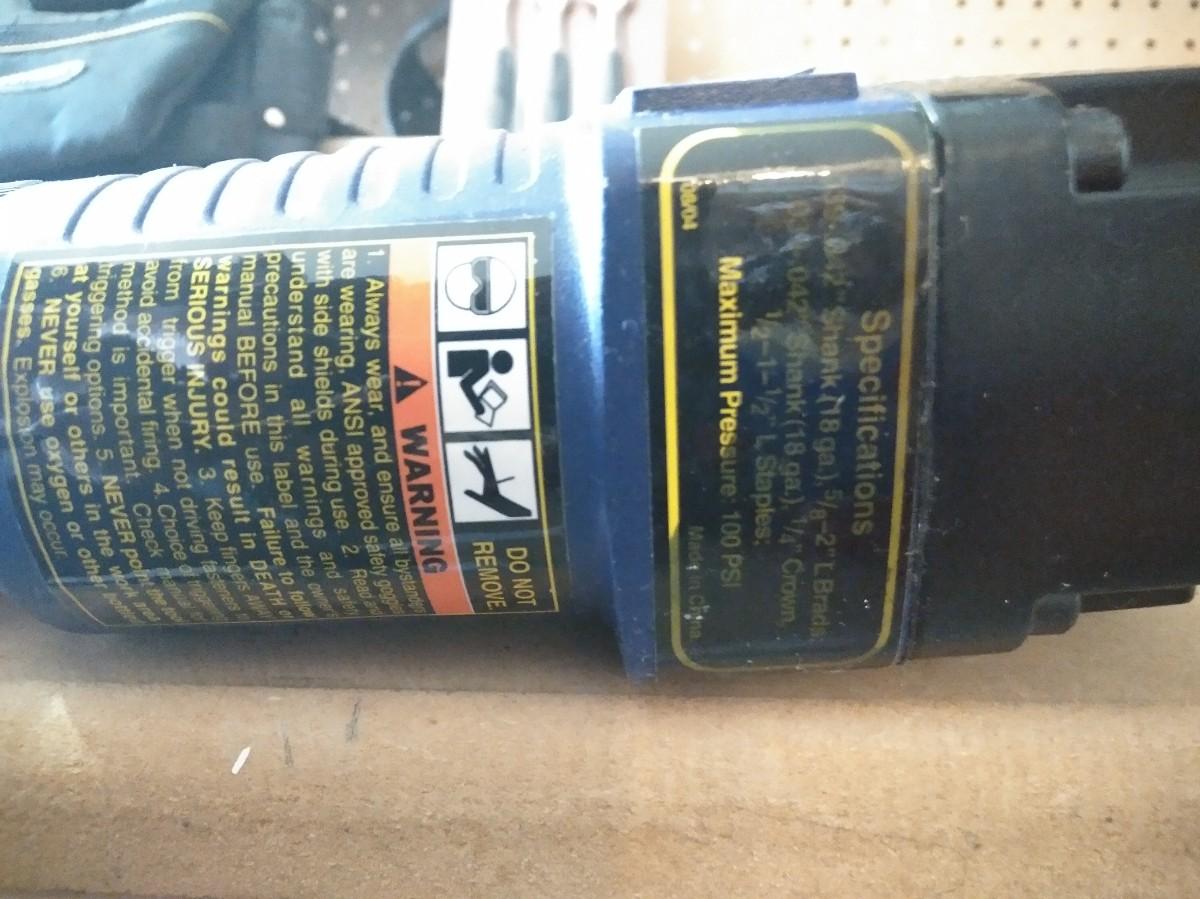 Specifications
.042" Shank (18 ga.), 5/8–2" L Brads
.042" Shank (18 ga.), 1/4" Crown,
1/2–1-1/2" L Staples:
Maximum Pressure: 100 PSI
08/04
Made in China
DO NOT
REMOVE
WARNING
1. Always wear, and ensure all
are wearing, ANSI approved safety goggles
with side shields during use. 2. Read and
understand all warnings and safety
precautions in this label and the
manual BEFORE use. Failure to follow
warnings could result in DEATH or
SERIOUS INJURY. 3. Keep fingers away
from trigger when not driving fasteners to
avoid accidental firing. 4. Choice of
method is important. Check
triggering options. 5. NEVER point
at yourself or others in the work area.
6. NEVER use oxygen or other
gasses. Explosion may occur.